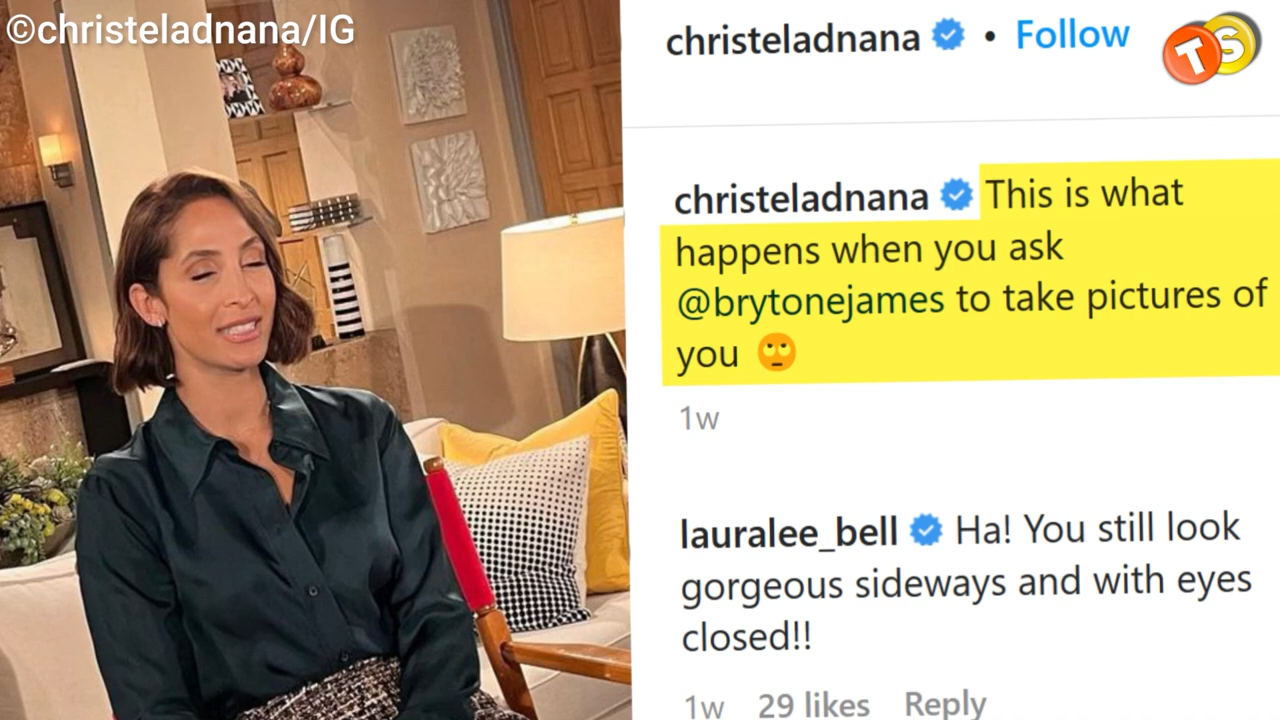 ©christeladnana/IG
christeladnana • Follow
TS
christeladnana This is what
happens when you ask
@brytonejames to take pictures of
you 🙄
1w
lauralee_bell Ha! You still look
gorgeous sideways and with eyes
closed!!
1w 29 likes Reply